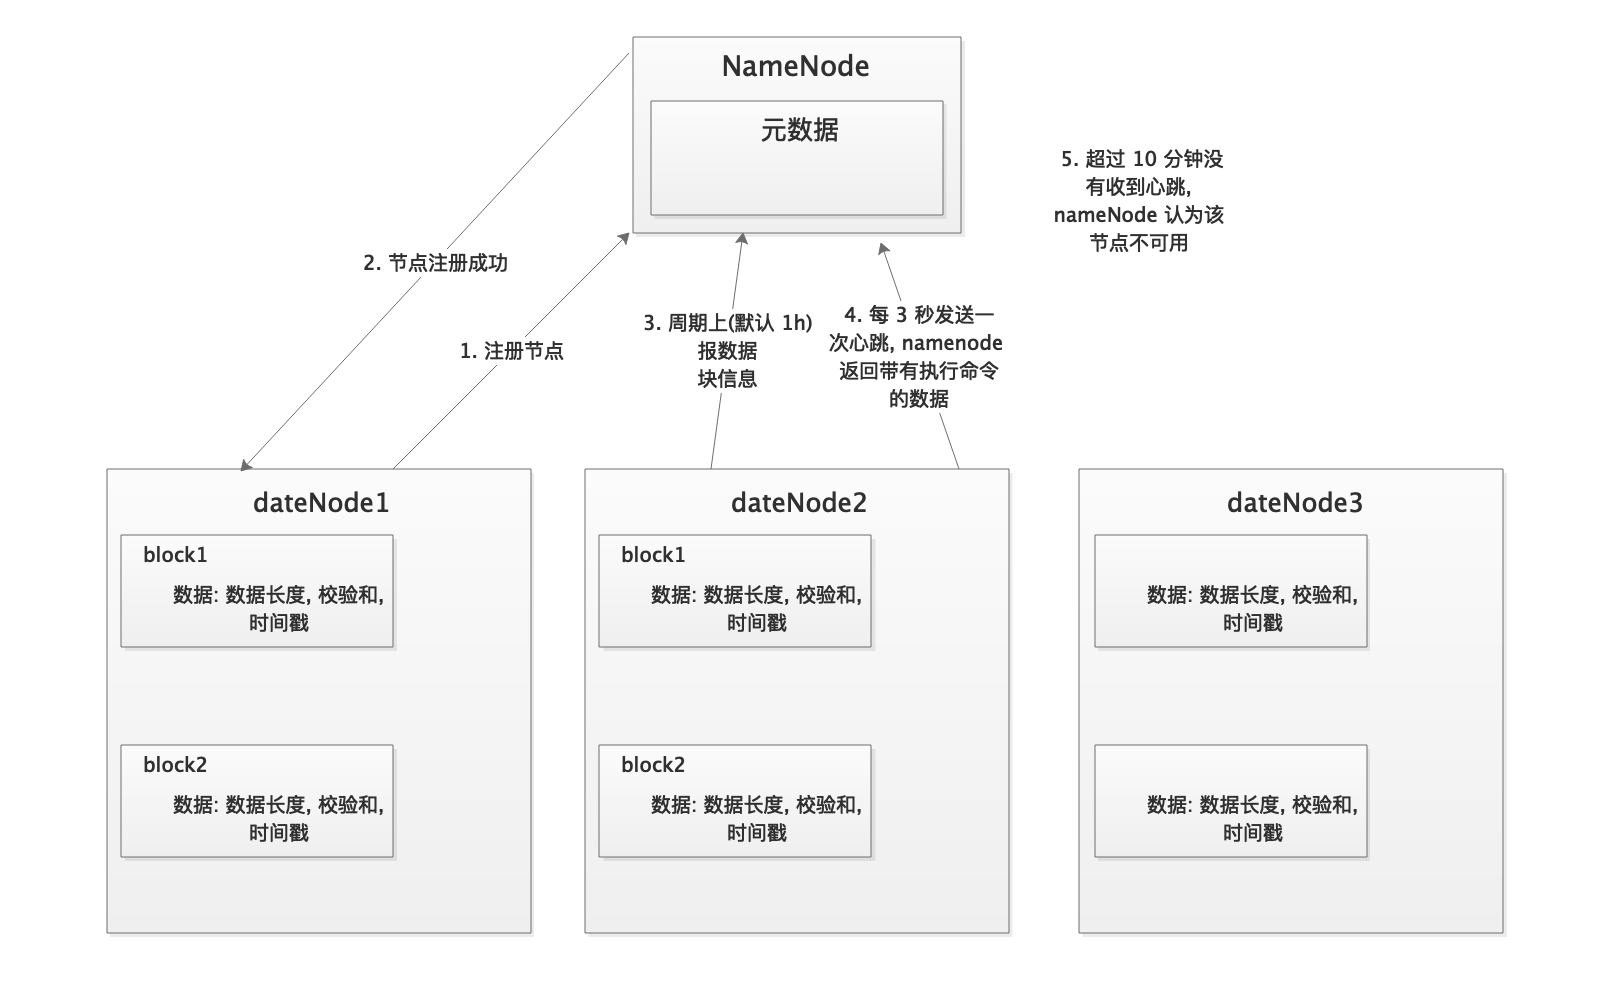 NameNode
元数据
5. 超过 10 分钟没
有收到心跳,
nameNode 认为该
节点不可用
2. 节点注册成功
1. 注册节点
3. 周期上(默认 1h)
报数据
块信息
4. 每 3 秒发送一
次心跳, namenode
返回带有执行命令
的数据
dateNode1
block1
数据: 数据长度, 校验和,
时间戳
block2
数据: 数据长度, 校验和,
时间戳
dateNode2
block1
数据: 数据长度, 校验和,
时间戳
block2
数据: 数据长度, 校验和,
时间戳
dateNode3
数据: 数据长度, 校验和,
时间戳
数据: 数据长度, 校验和,
时间戳